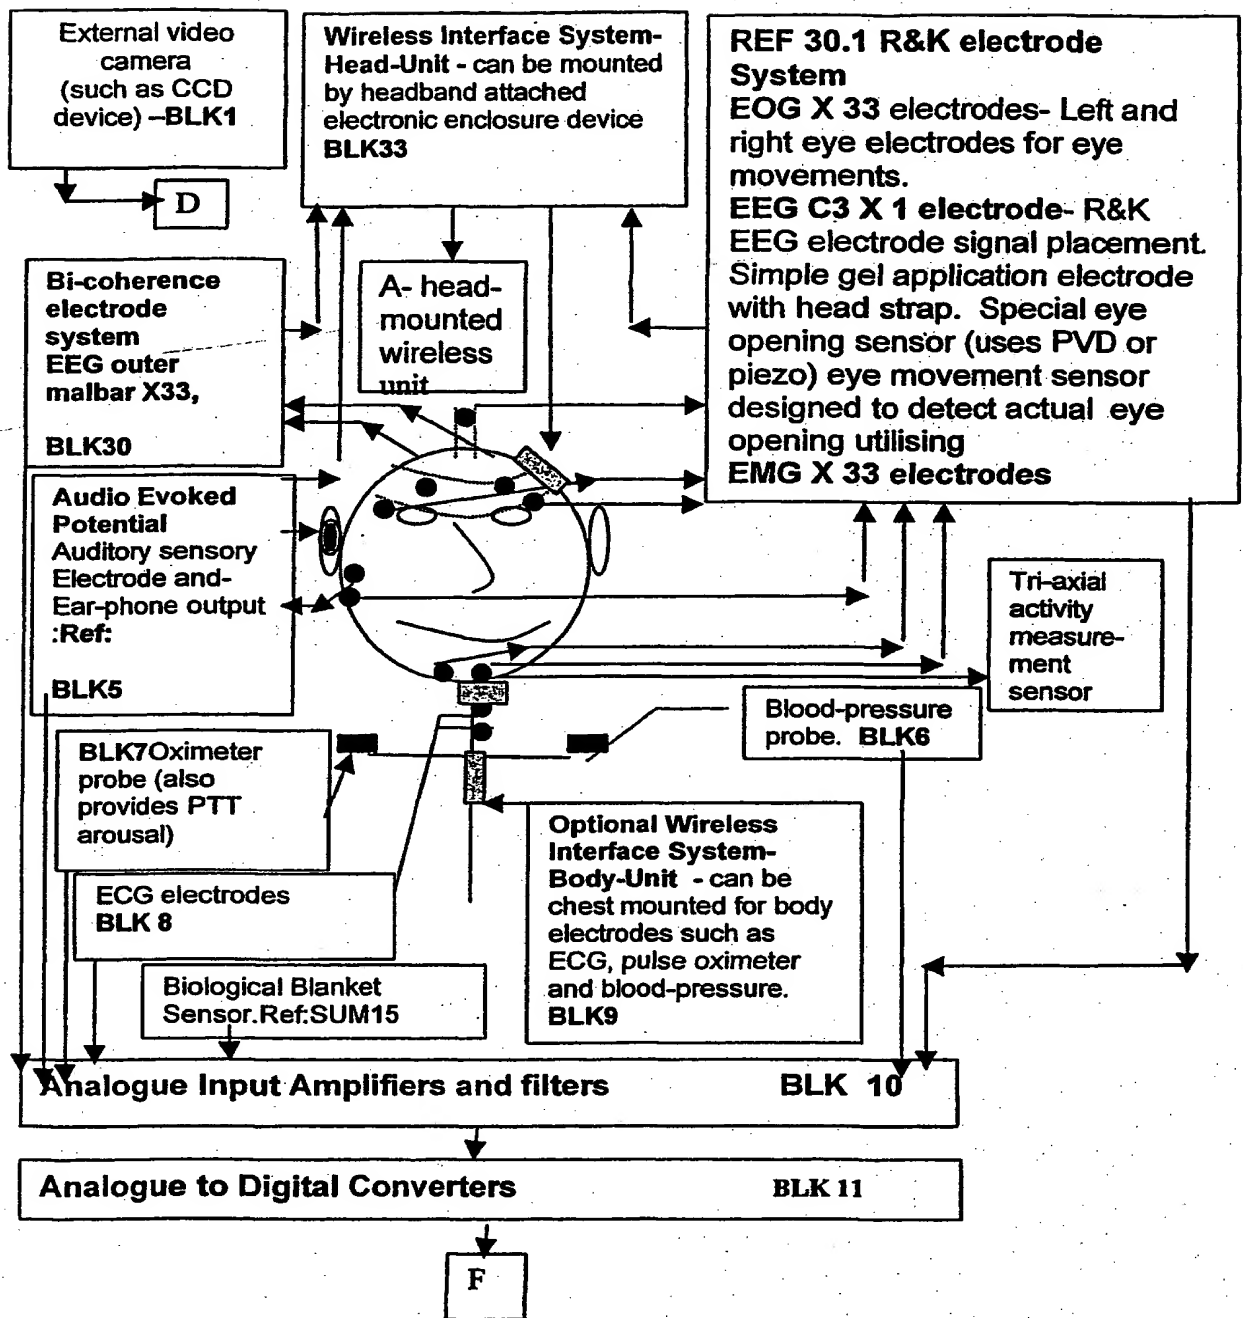 External video
camera
(such as CCD
device) –BLK1
D
Wireless Interface System-
Head-Unit - can be mounted
by headband attached
electronic enclosure device
BLK33
REF 30.1 R&K electrode
System
EOG X 33 electrodes- Left and
right eye electrodes for eye
movements.
EEG C3 X 1 electrode- R&K
EEG electrode signal placement.
Simple gel application electrode
with head strap. Special eye
opening sensor (uses PVD or
piezo) eye movement sensor
designed to detect actual eye
opening utilising
EMG X 33 electrodes
Bi-coherence
electrode
system
EEG outer
malbar X33,
BLK30
A- head-
mounted
wireless
unit
Audio Evoked
Potential
Auditory sensory
Electrode and-
Ear-phone output
:Ref:
BLK5
Tri-axial
activity
measure-
ment
sensor
Blood-pressure
probe. BLK6
BLK7Oximeter
probe (also
provides PTT
arousal)
ECG electrodes
BLK 8
Optional Wireless
Interface System-
Body-Unit - can be
chest mounted for body
electrodes such as
ECG, pulse oximeter
and blood-pressure.
BLK9
Biological Blanket
Sensor.Ref:SUM15
Analogue Input Amplifiers and filters BLK 10
Analogue to Digital Converters BLK 11
F